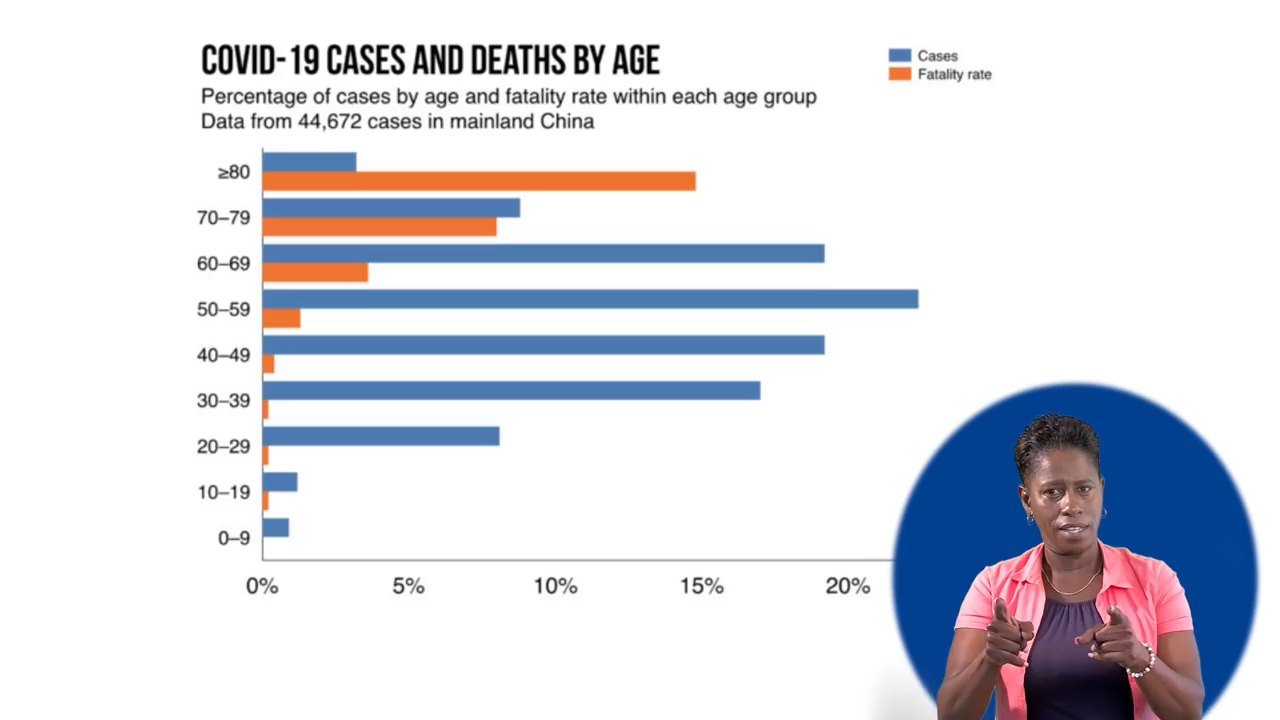 COVID-19 CASES AND DEATHS BY AGE
Percentage of cases by age and fatality rate within each age group
Data from 44,672 cases in mainland China
Cases
Fatality rate
≥80
70–79
60–69
50–59
40–49
30–39
20–29
10–19
0–9
0%
5%
10%
15%
20%